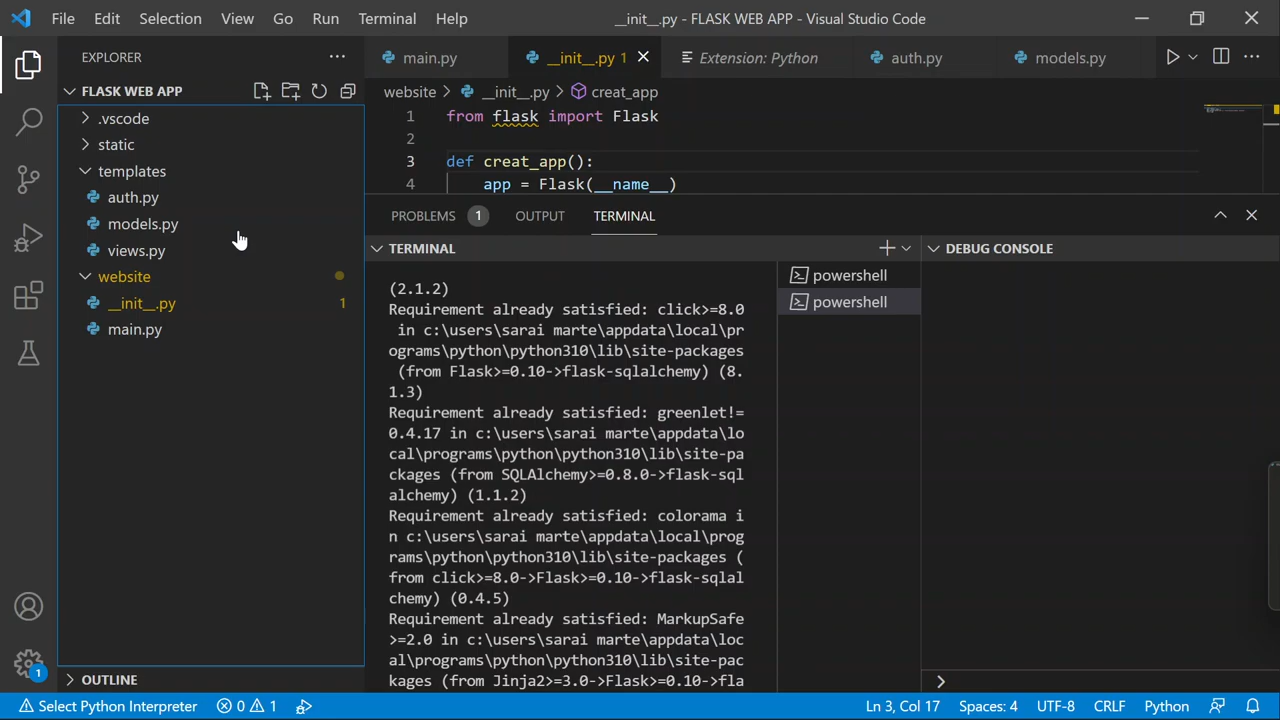 File Edit Selection View Go Run Terminal Help
__init__.py - FLASK WEB APP - Visual Studio Code
EXPLORER
FLASK WEB APP
.vscode
static
templates
auth.py
models.py
views.py
website
__init__.py 1
main.py
OUTLINE
main.py
__init__.py 1
Extension: Python
auth.py
models.py
website > __init__.py > creat_app
1 from flask import Flask
2
3 def creat_app():
4 app = Flask(__name__)
PROBLEMS 1 OUTPUT TERMINAL
TERMINAL
(2.1.2)
Requirement already satisfied: click>=8.0
in c:\users\sarai marte\appdata\local\pr
ograms\python\python310\lib\site-packages
(from Flask>=0.10->flask-sqlalchemy) (8.
1.3)
Requirement already satisfied: greenlet!=
0.4.17 in c:\users\sarai marte\appdata\lo
cal\programs\python\python310\lib\site-pa
ckages (from SQLAlchemy>=0.8.0->flask-sql
alchemy) (1.1.2)
Requirement already satisfied: colorama i
n c:\users\sarai marte\appdata\local\prog
rams\python\python310\lib\site-packages (
from click>=8.0->Flask>=0.10->flask-sqlal
chemy) (0.4.5)
Requirement already satisfied: MarkupSafe
>=2.0 in c:\users\sarai marte\appdata\loc
al\programs\python\python310\lib\site-pac
kages (from Jinja2>=3.0->Flask>=0.10->fla
powershell
powershell
DEBUG CONSOLE
1
Select Python Interpreter 0 1
Ln 3, Col 17 Spaces: 4 UTF-8 CRLF Python